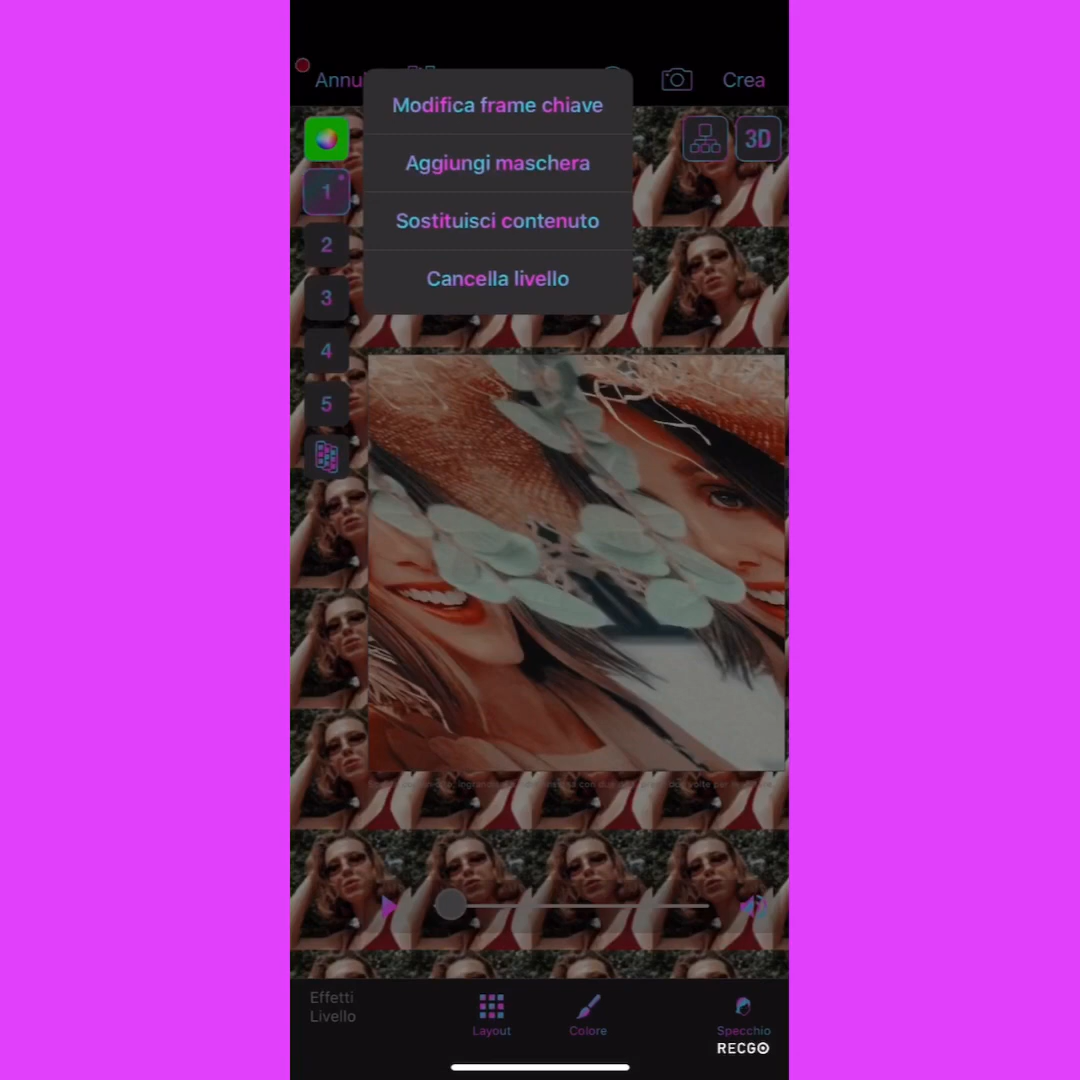 Annu
Crea
Modifica frame chiave
Aggiungi maschera
Sostituisci contenuto
Cancella livello
3D
1
2
3
4
5
Effetti
Livello
Layout
Colore
Specchio
RECGO